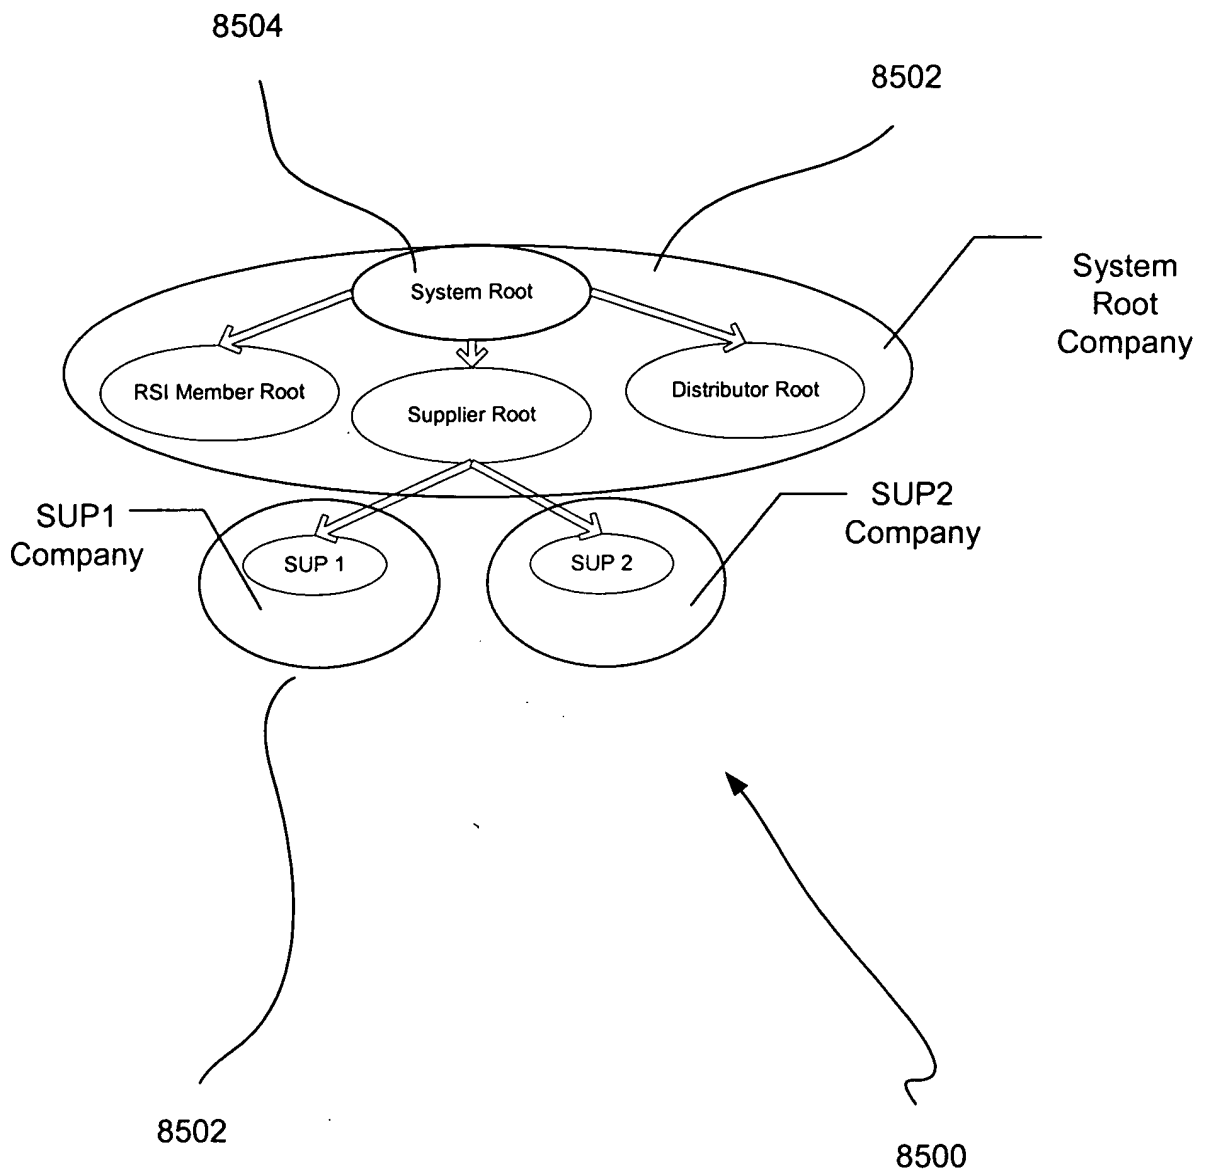 8504
8502
System
Root
Company
System Root
RSI Member Root
Supplier Root
Distributor Root
SUP1
Company
SUP2
Company
SUP 1
SUP 2
8502
8500